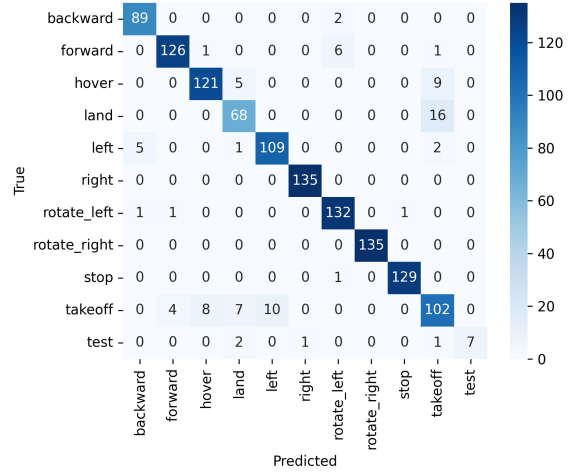 backward 89 0 0 0 0 0 2 0 0 0 0
forward 0 126 1 0 0 0 6 0 0 1 0
hover 0 0 121 5 0 0 0 0 0 9 0
land 0 0 0 68 0 0 0 0 0 16 0
left 5 0 0 1 109 0 0 0 0 2 0
right 0 0 0 0 0 135 0 0 0 0 0
rotate_left 1 1 0 0 0 0 132 0 1 0 0
rotate_right 0 0 0 0 0 0 0 135 0 0 0
stop 0 0 0 0 0 0 1 0 129 0 0
takeoff 0 4 8 7 10 0 0 0 0 102 0
test 0 0 0 2 0 1 0 0 0 1 7
backward forward hover land left right rotate_left rotate_right stop takeoff test
Predicted
True
120
100
80
60
40
20
0